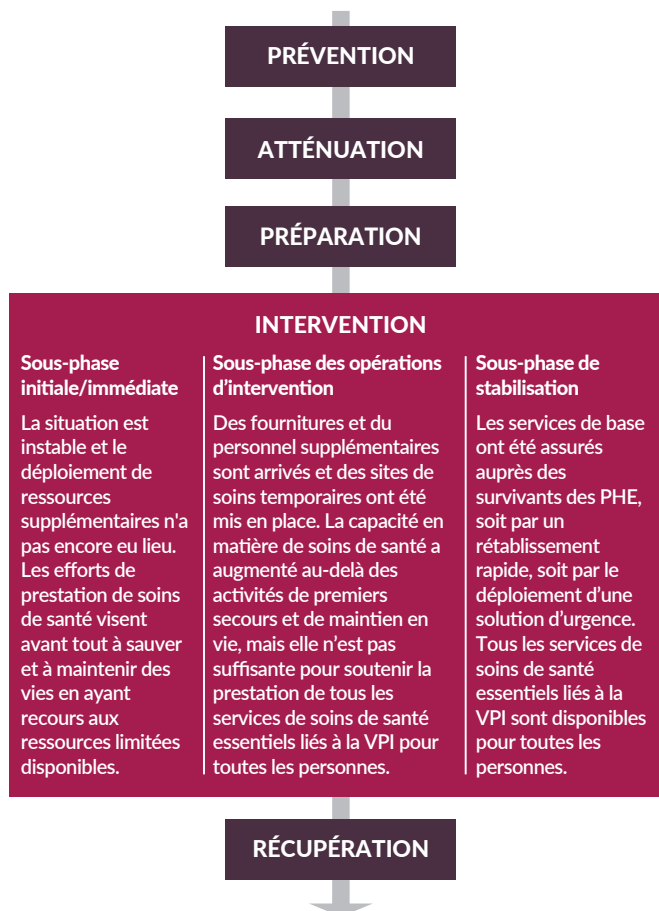 PRÉVENTION
ATTÉNUATION
PRÉPARATION
INTERVENTION
Sous-phase
initiale/immédiate
La situation est
instable et le
déploiement de
ressources
supplémentaires n'a
pas encore eu lieu.
Les efforts de
prestation de soins
de santé visent
avant tout à sauver
et à maintenir des
vies en ayant
recours aux
ressources limitées
disponibles.
Sous-phase des opérations
d’intervention
Des fournitures et du
personnel supplémentaires
sont arrivés et des sites de
soins temporaires ont été
mis en place. La capacité en
matière de soins de santé a
augmenté au-delà des
activités de premiers
secours et de maintien en
vie, mais elle n’est pas
suffisante pour soutenir la
prestation de tous les
services de soins de santé
essentiels liés à la VPI pour
toutes les personnes.
Sous-phase de
stabilisation
Les services de base
ont été assurés
auprès des
survivants des PHE,
soit par un
rétablissement
rapide, soit par le
déploiement d’une
solution d’urgence.
Tous les services de
soins de santé
essentiels liés à la
VPI sont disponibles
pour toutes les
personnes.
RÉCUPÉRATION